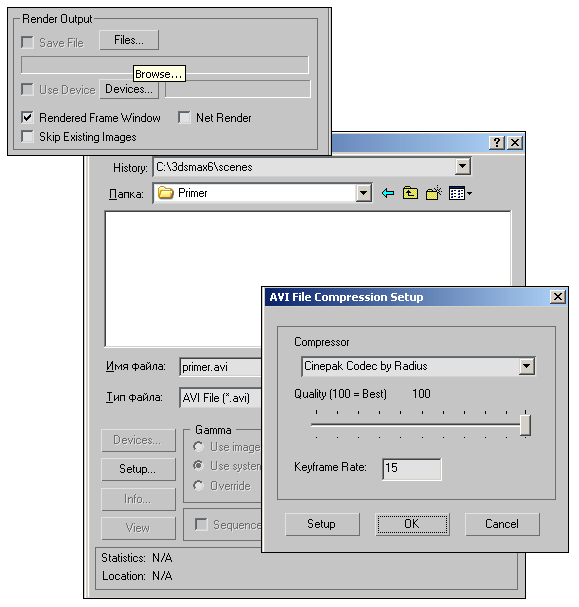 Render Output
Save File
Files...
Browse...
Use Device
Devices...
Rendered Frame Window
Net Render
Skip Existing Images
History:
C:\3dsmax6\scenes
Папка:
Primer
Имя файла:
primer.avi
Тип файла:
AVI File (*.avi)
Devices...
Setup...
Info...
View
Gamma
Use image
Use system
Override
Sequence
Statistics: N/A
Location: N/A
AVI File Compression Setup
Compressor
Cinepak Codec by Radius
Quality (100 = Best) 100
Keyframe Rate: 15
Setup
OK
Cancel